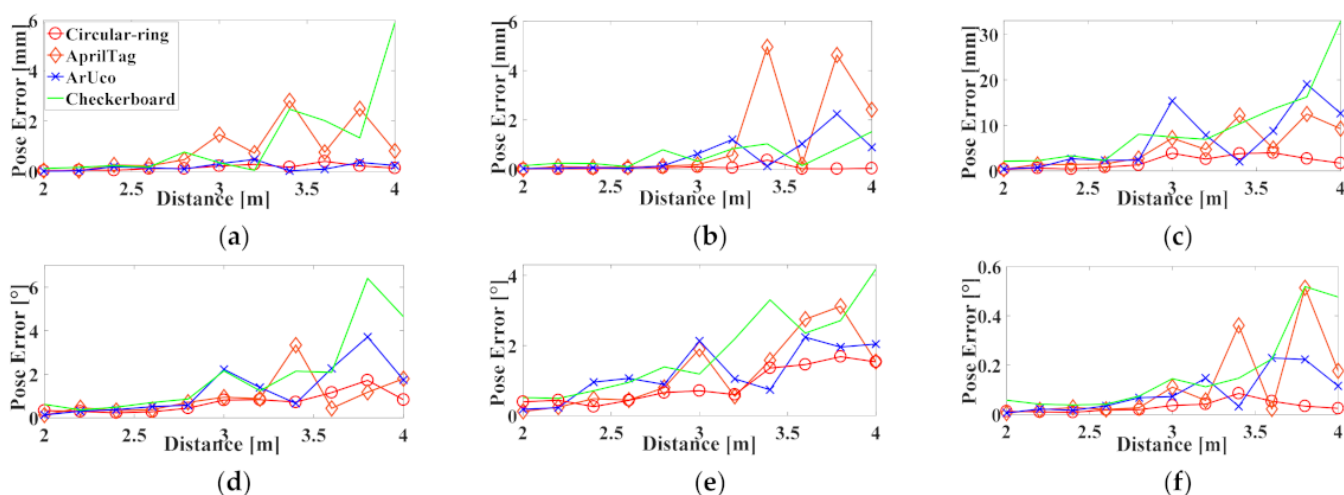 6
4
2
0
Pose Error [mm]
Circular-ring
AprilTag
ArUco
Checkerboard
2 2.5 3 3.5 4
Distance [m]
(a)
6
4
2
0
Pose Error [mm]
2 2.5 3 3.5 4
Distance [m]
(b)
30
20
10
0
Pose Error [mm]
2 2.5 3 3.5 4
Distance [m]
(c)
6
4
2
0
Pose Error [°]
2 2.5 3 3.5 4
Distance [m]
(d)
4
2
0
Pose Error [°]
2 2.5 3 3.5 4
Distance [m]
(e)
0.6
0.4
0.2
0
Pose Error [°]
2 2.5 3 3.5 4
Distance [m]
(f)